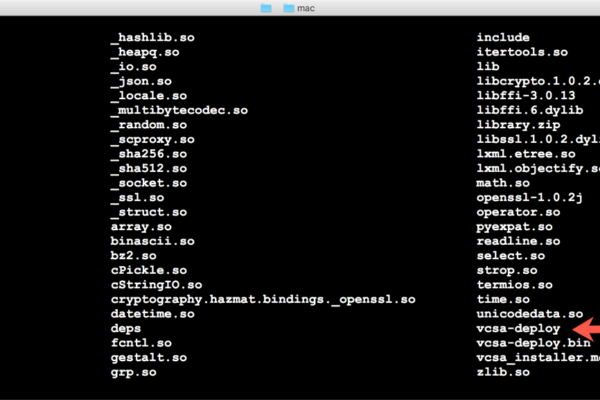 mac
_hashlib.so
_heapq.so
_io.so
_json.so
_locale.so
_multibytecodec.so
_random.so
_scproxy.so
_sha256.so
_sha512.so
_socket.so
_ssl.so
_struct.so
array.so
binascii.so
bz2.so
cPickle.so
cStringIO.so
cryptography.hazmat.bindings._openssl.so
datetime.so
deps
fcntl.so
gestalt.so
grp.so
include
itertools.so
lib
libcrypto.1.0.2.
libffi-3.0.13
libffi.6.dylib
library.zip
libssl.1.0.2.dyli
lxml.etree.so
lxml.objectify.so
math.so
openssl-1.0.2j
operator.so
pyexpat.so
readline.so
select.so
strop.so
termios.so
time.so
unicodedata.so
vcsa-deploy
vcsa-deploy.bin
vcsa_installer.m
zlib.so